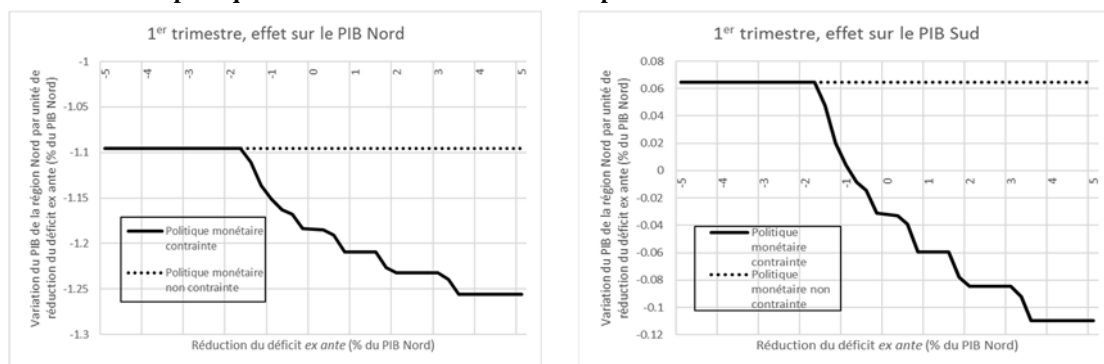 1er trimestre, effet sur le PIB Nord
Variation du PIB de la région Nord par unité de
réduction du déficit ex ante (% du PIB Nord)
-1
-1.05
-1.1
-1.15
-1.2
-1.25
-1.3
-5
-4
-3
-2
-1
0
1
2
3
4
5
Politique monétaire
contrainte
Politique monétaire
non contrainte
Réduction du déficit ex ante (% du PIB Nord)
1er trimestre, effet sur le PIB Sud
Variation du PIB de la région Nord par unité de
réduction du déficit ex ante (% du PIB Nord)
0.08
0.06
0.04
0.02
0
-0.02
-0.04
-0.06
-0.08
-0.1
-0.12
-5
-4
-3
-2
-1
0
1
2
3
4
5
Politique
monétaire
contrainte
Politique
monétaire non
contrainte
Réduction du déficit ex ante (% du PIB Nord)